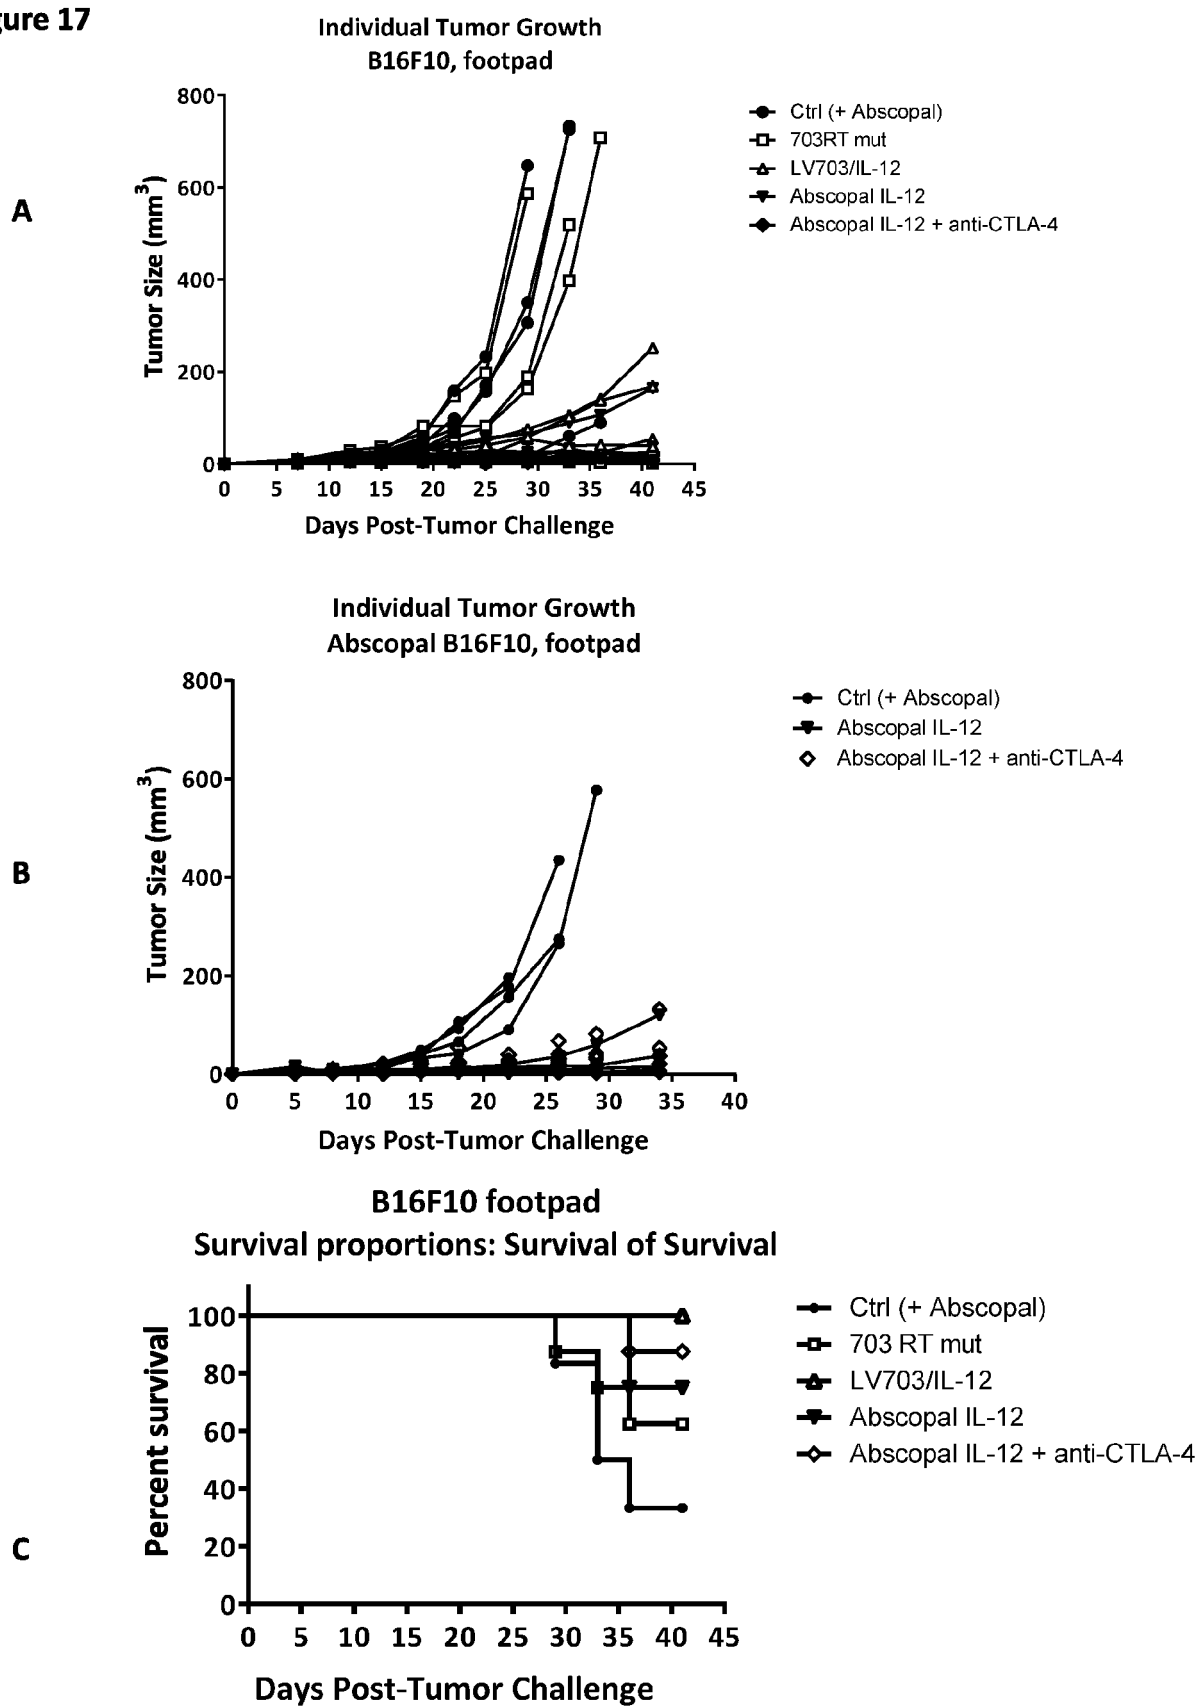 gure 17
Individual Tumor Growth
B16F10, footpad
A
Tumor Size (mm³)
800
600
400
200
0
0 5 10 15 20 25 30 35 40 45
Days Post-Tumor Challenge
Ctrl (+ Abscopal)
703RT mut
LV703/IL-12
Abscopal IL-12
Abscopal IL-12 + anti-CTLA-4
Individual Tumor Growth
Abscopal B16F10, footpad
B
Tumor Size (mm³)
800
600
400
200
0
0 5 10 15 20 25 30 35 40
Days Post-Tumor Challenge
Ctrl (+ Abscopal)
Abscopal IL-12
Abscopal IL-12 + anti-CTLA-4
B16F10 footpad
Survival proportions: Survival of Survival
C
Percent survival
100
80
60
40
20
0
0 5 10 15 20 25 30 35 40 45
Days Post-Tumor Challenge
Ctrl (+ Abscopal)
703 RT mut
LV703/IL-12
Abscopal IL-12
Abscopal IL-12 + anti-CTLA-4